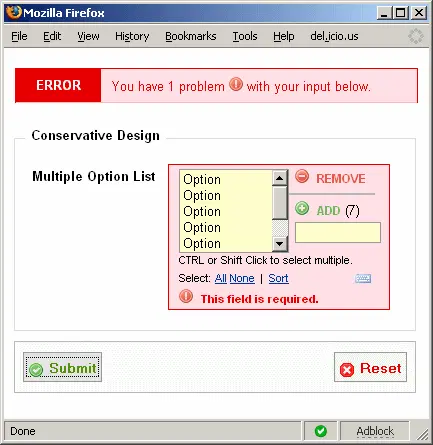 Mozilla Firefox
File Edit View History Bookmarks Tools Help del.icio.us
ERROR You have 1 problem with your input below.
Conservative Design
Multiple Option List
Option
Option
Option
Option
Option
REMOVE
ADD (7)
CTRL or Shift Click to select multiple.
Select: All None | Sort
This field is required.
Submit
Reset
Done
Adblock